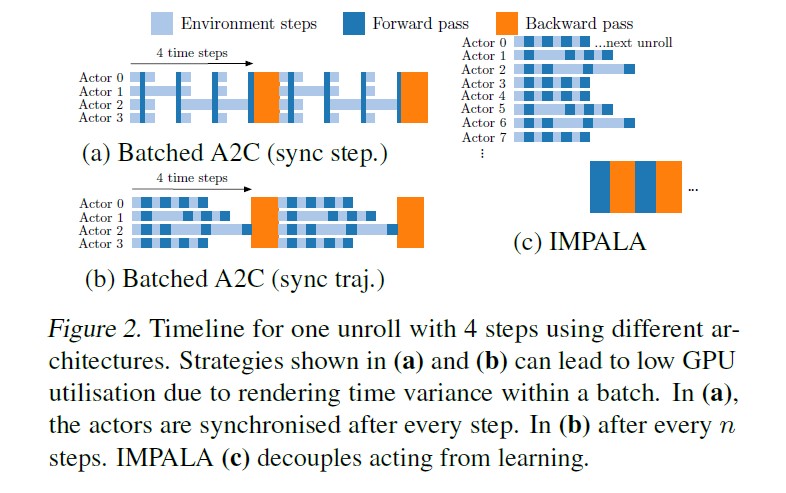 Environment steps Forward pass Backward pass
4 time steps
Actor 0
Actor 1
Actor 2
Actor 3
(a) Batched A2C (sync step.)
4 time steps
Actor 0
Actor 1
Actor 2
Actor 3
(b) Batched A2C (sync traj.)
Actor 0 ...next unroll
Actor 1
Actor 2
Actor 3
Actor 4
Actor 5
Actor 6
Actor 7
⋮
...
(c) IMPALA
Figure 2. Timeline for one unroll with 4 steps using different ar-
chitectures. Strategies shown in (a) and (b) can lead to low GPU
utilisation due to rendering time variance within a batch. In (a),
the actors are synchronised after every step. In (b) after every n
steps. IMPALA (c) decouples acting from learning.